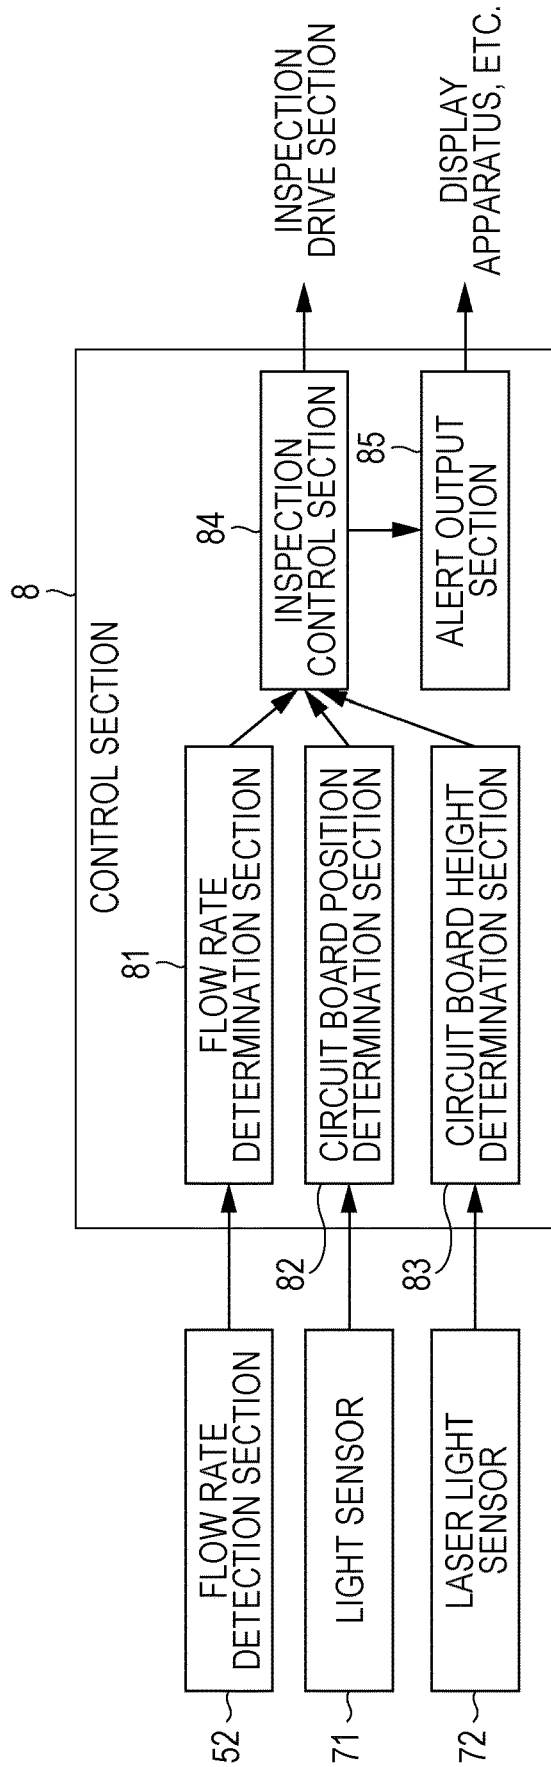 8
CONTROL SECTION
52
FLOW RATE
DETECTION SECTION
81
FLOW RATE
DETERMINATION SECTION
71
LIGHT SENSOR
82
CIRCUIT BOARD POSITION
DETERMINATION SECTION
72
LASER LIGHT
SENSOR
83
CIRCUIT BOARD HEIGHT
DETERMINATION SECTION
84
INSPECTION
CONTROL SECTION
INSPECTION
DRIVE SECTION
85
ALERT OUTPUT
SECTION
DISPLAY
APPARATUS, ETC.